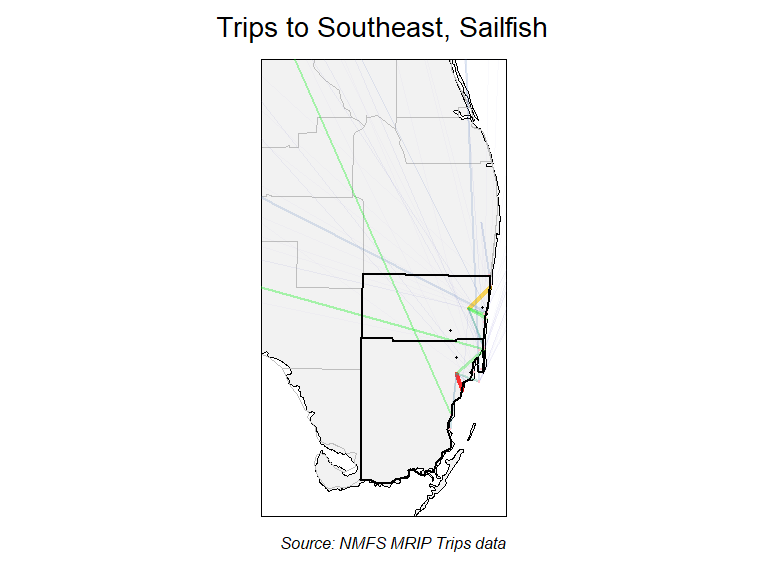 Trips to Southeast, Sailfish
Source: NMFS MRIP Trips data